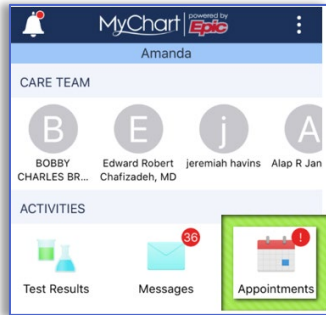 MyChart powered by Epic
Amanda
CARE TEAM
B E j A
BOBBY CHARLES BR... Edward Robert Chafizadeh, MD jeremiah havins Alap R Jan
ACTIVITIES
36 !
Test Results Messages Appointments